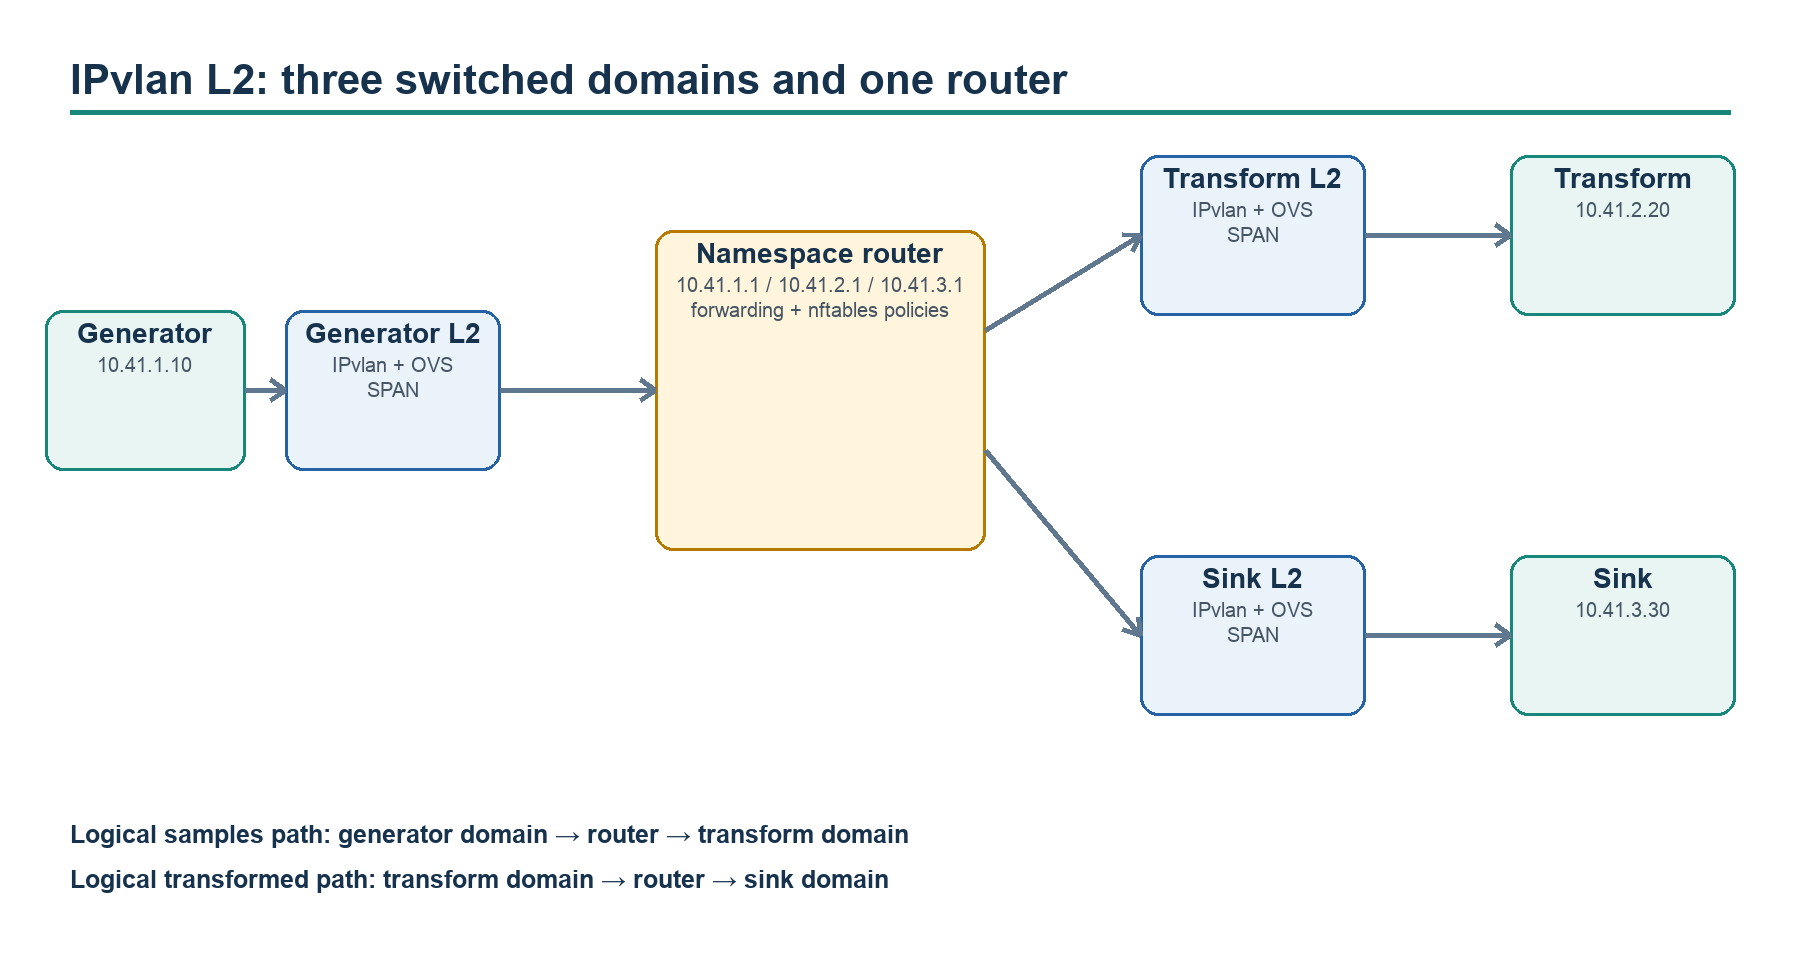 IPvlan L2: three switched domains and one router
Generator
10.41.1.10
Generator L2
IPvlan + OVS
SPAN
Namespace router
10.41.1.1 / 10.41.2.1 / 10.41.3.1
forwarding + nftables policies
Transform L2
IPvlan + OVS
SPAN
Transform
10.41.2.20
Sink L2
IPvlan + OVS
SPAN
Sink
10.41.3.30
Logical samples path: generator domain → router → transform domain
Logical transformed path: transform domain → router → sink domain